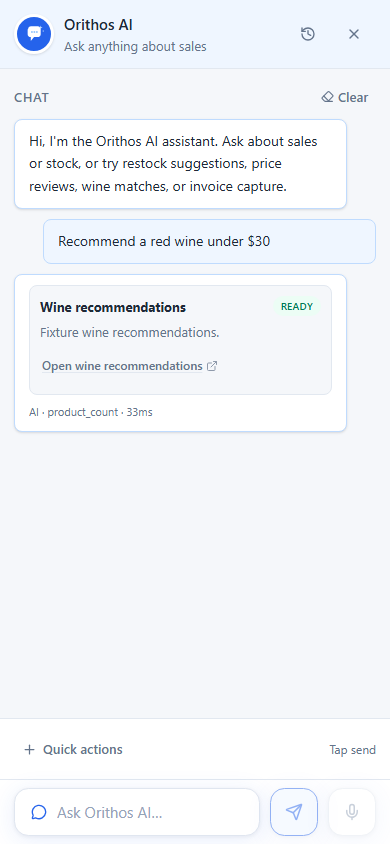 Orithos AI
Ask anything about sales
CHAT
Clear
Hi, I'm the Orithos AI assistant. Ask about sales
or stock, or try restock suggestions, price
reviews, wine matches, or invoice capture.
Recommend a red wine under $30
Wine recommendations
READY
Fixture wine recommendations.
Open wine recommendations
AI · product_count · 33ms
Quick actions
Tap send
Ask Orithos AI...